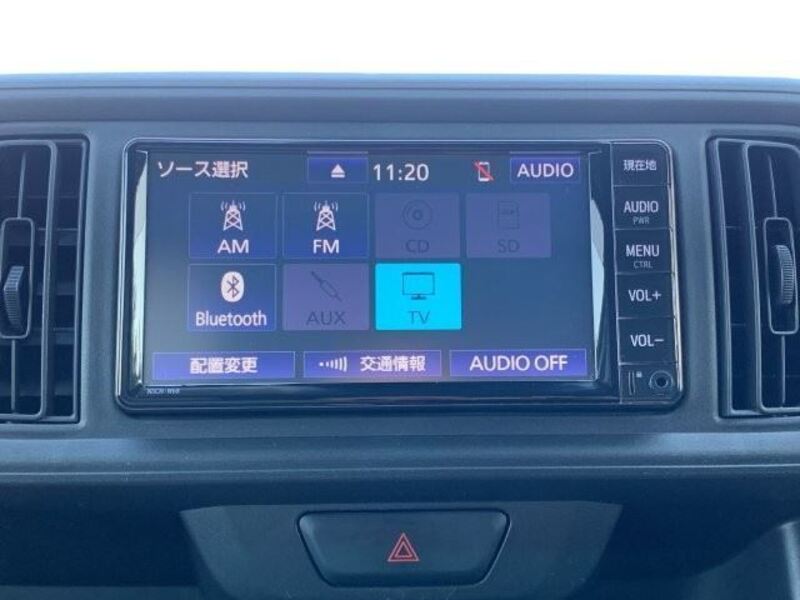 ソース選択 11:20 AUDIO
AM FM CD SD
Bluetooth AUX TV
配置変更 交通情報 AUDIO OFF
現在地
AUDIO
PWR
MENU
CTRL
VOL+
VOL-